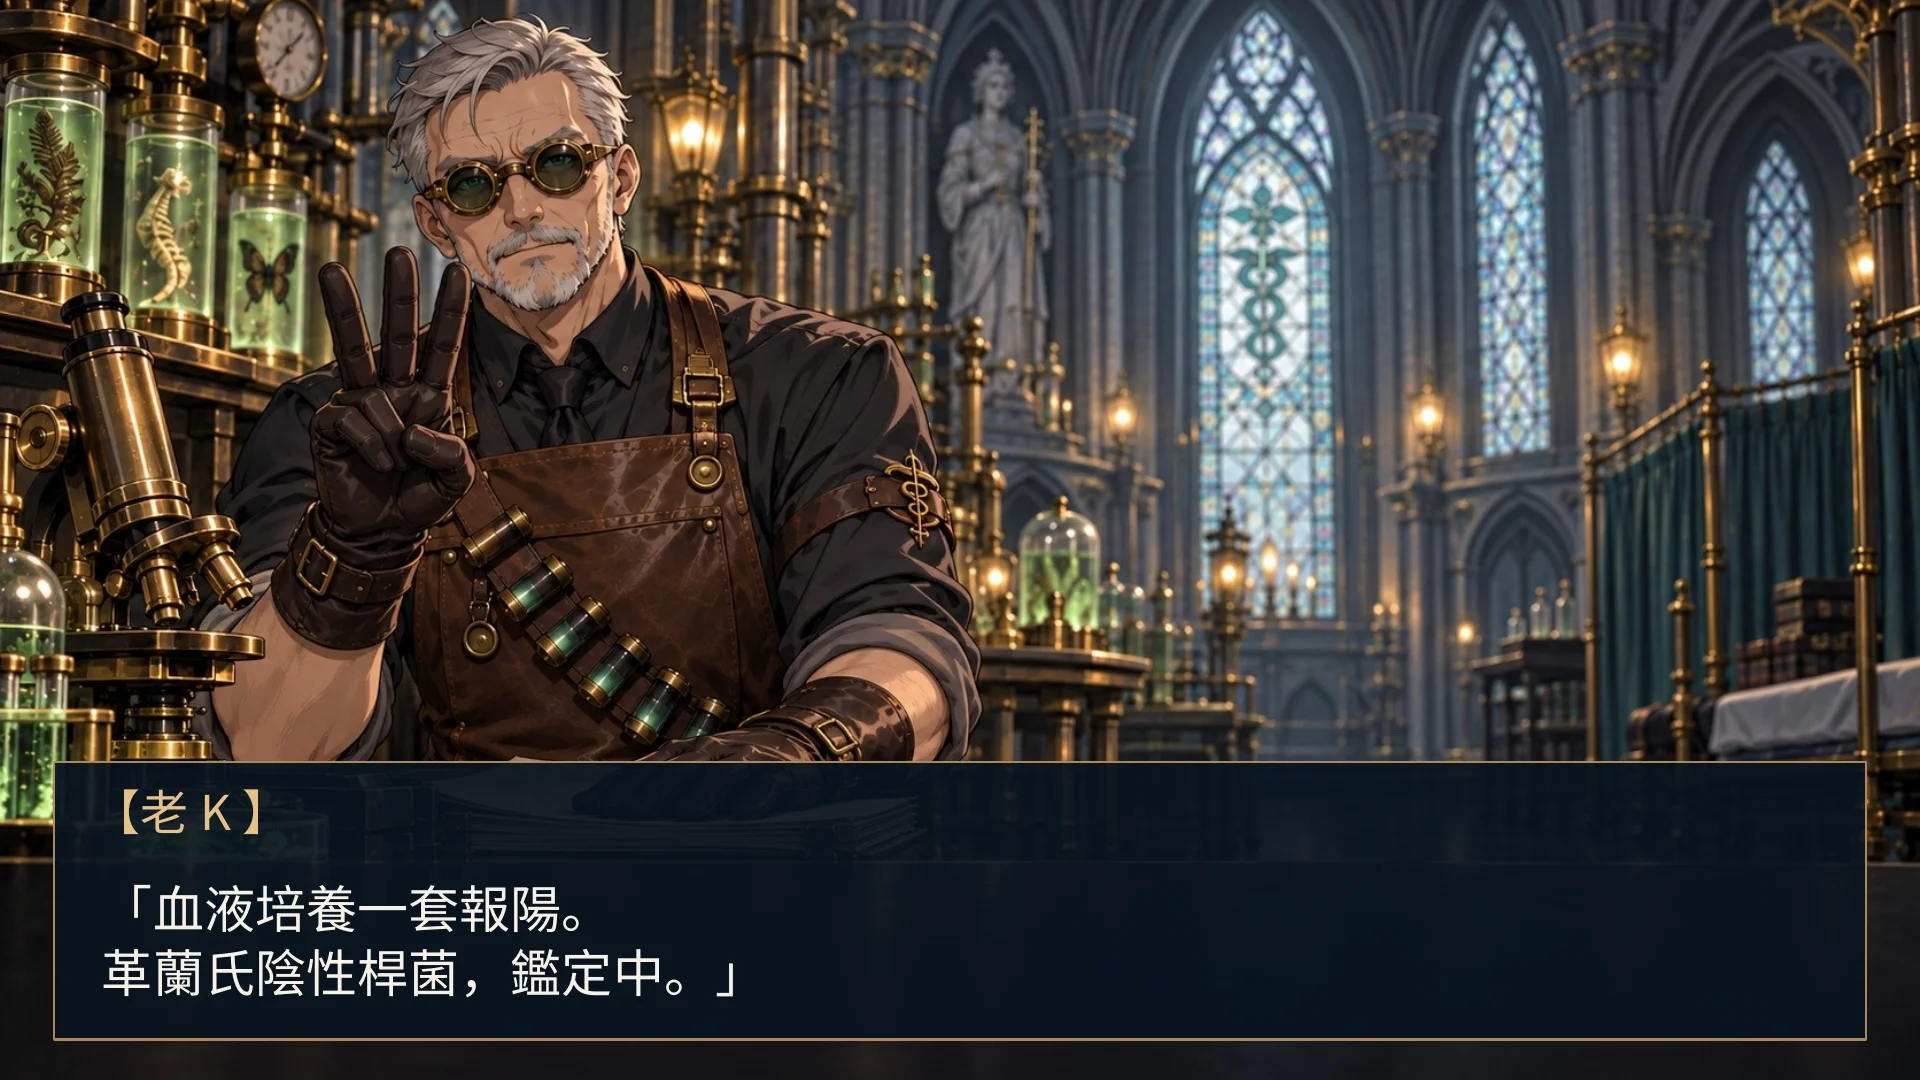 【老K】
「血液培養一套報陽。
革蘭氏陰性桿菌，鑑定中。」